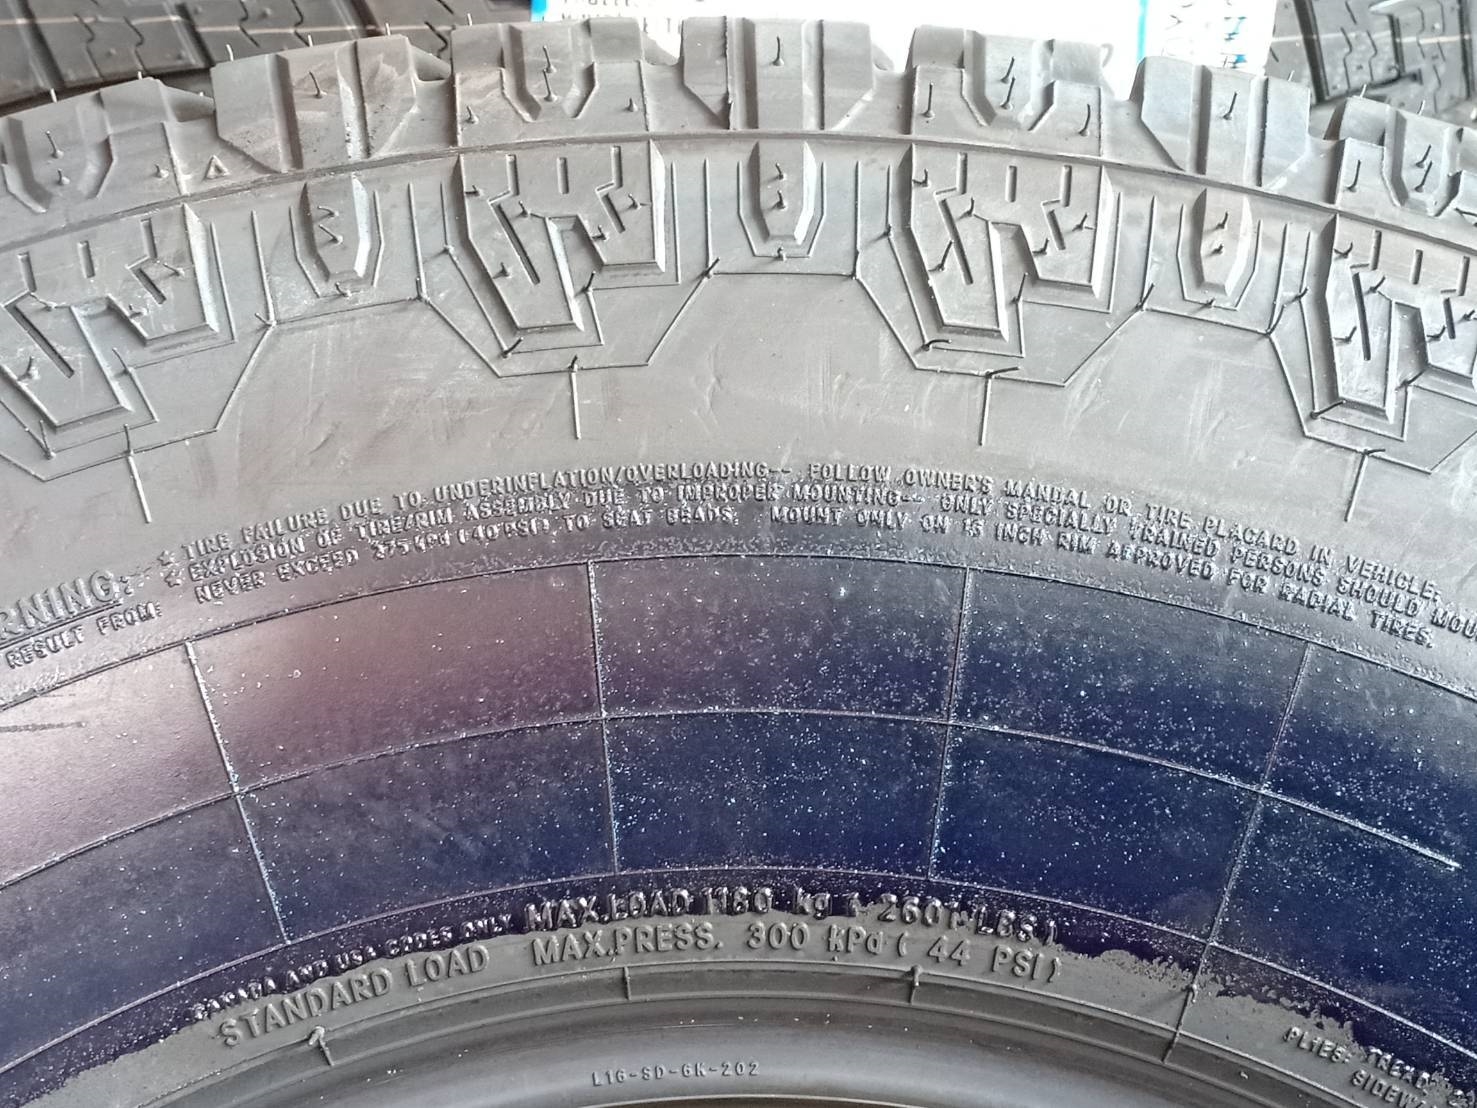 RNING:
RESULT FROM:
* TIRE FAILURE DUE TO UNDERINFLATION/OVERLOADING-- FOLLOW OWNER'S MANUAL OR TIRE PLACARD IN VEHICLE.
* EXPLOSION OF TIRE/RIM ASSEMBLY DUE TO IMPROPER MOUNTING-- ONLY SPECIALLY TRAINED PERSONS SHOULD MOU
NEVER EXCEED 275 KPa (40 PSI) TO SEAT BEADS. MOUNT ONLY ON INCH RIM APPROVED FOR RADIAL TIRES.
CANADA AND USA CODES ONLY MAX.LOAD 1180 kg ( 2601 LBS)
STANDARD LOAD MAX.PRESS. 300 KPa ( 44 PSI)
PLIES: TREAD
SIDEW
L16-SD-6K-202